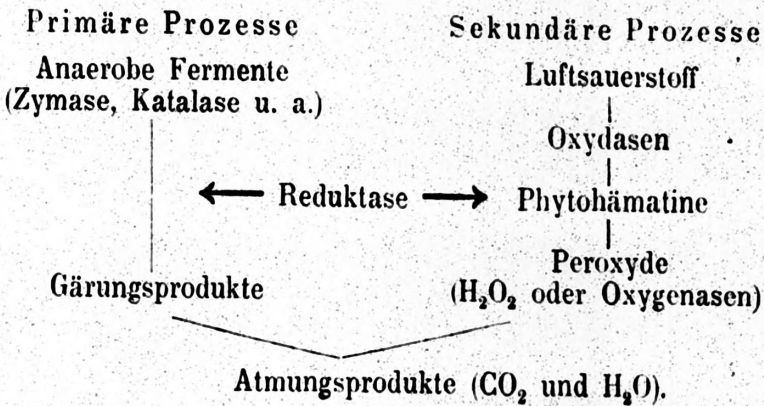 Primäre Prozesse
Anaerobe Fermente
(Zymase, Katalase u. a.)
Gärungsprodukte
Reduktase
Sekundäre Prozesse
Luftsauerstoff
Oxydasen
Phytohämatine
Peroxyde
(H₂O₂ oder Oxygenasen)
Atmungsprodukte (CO₂ und H₂O).